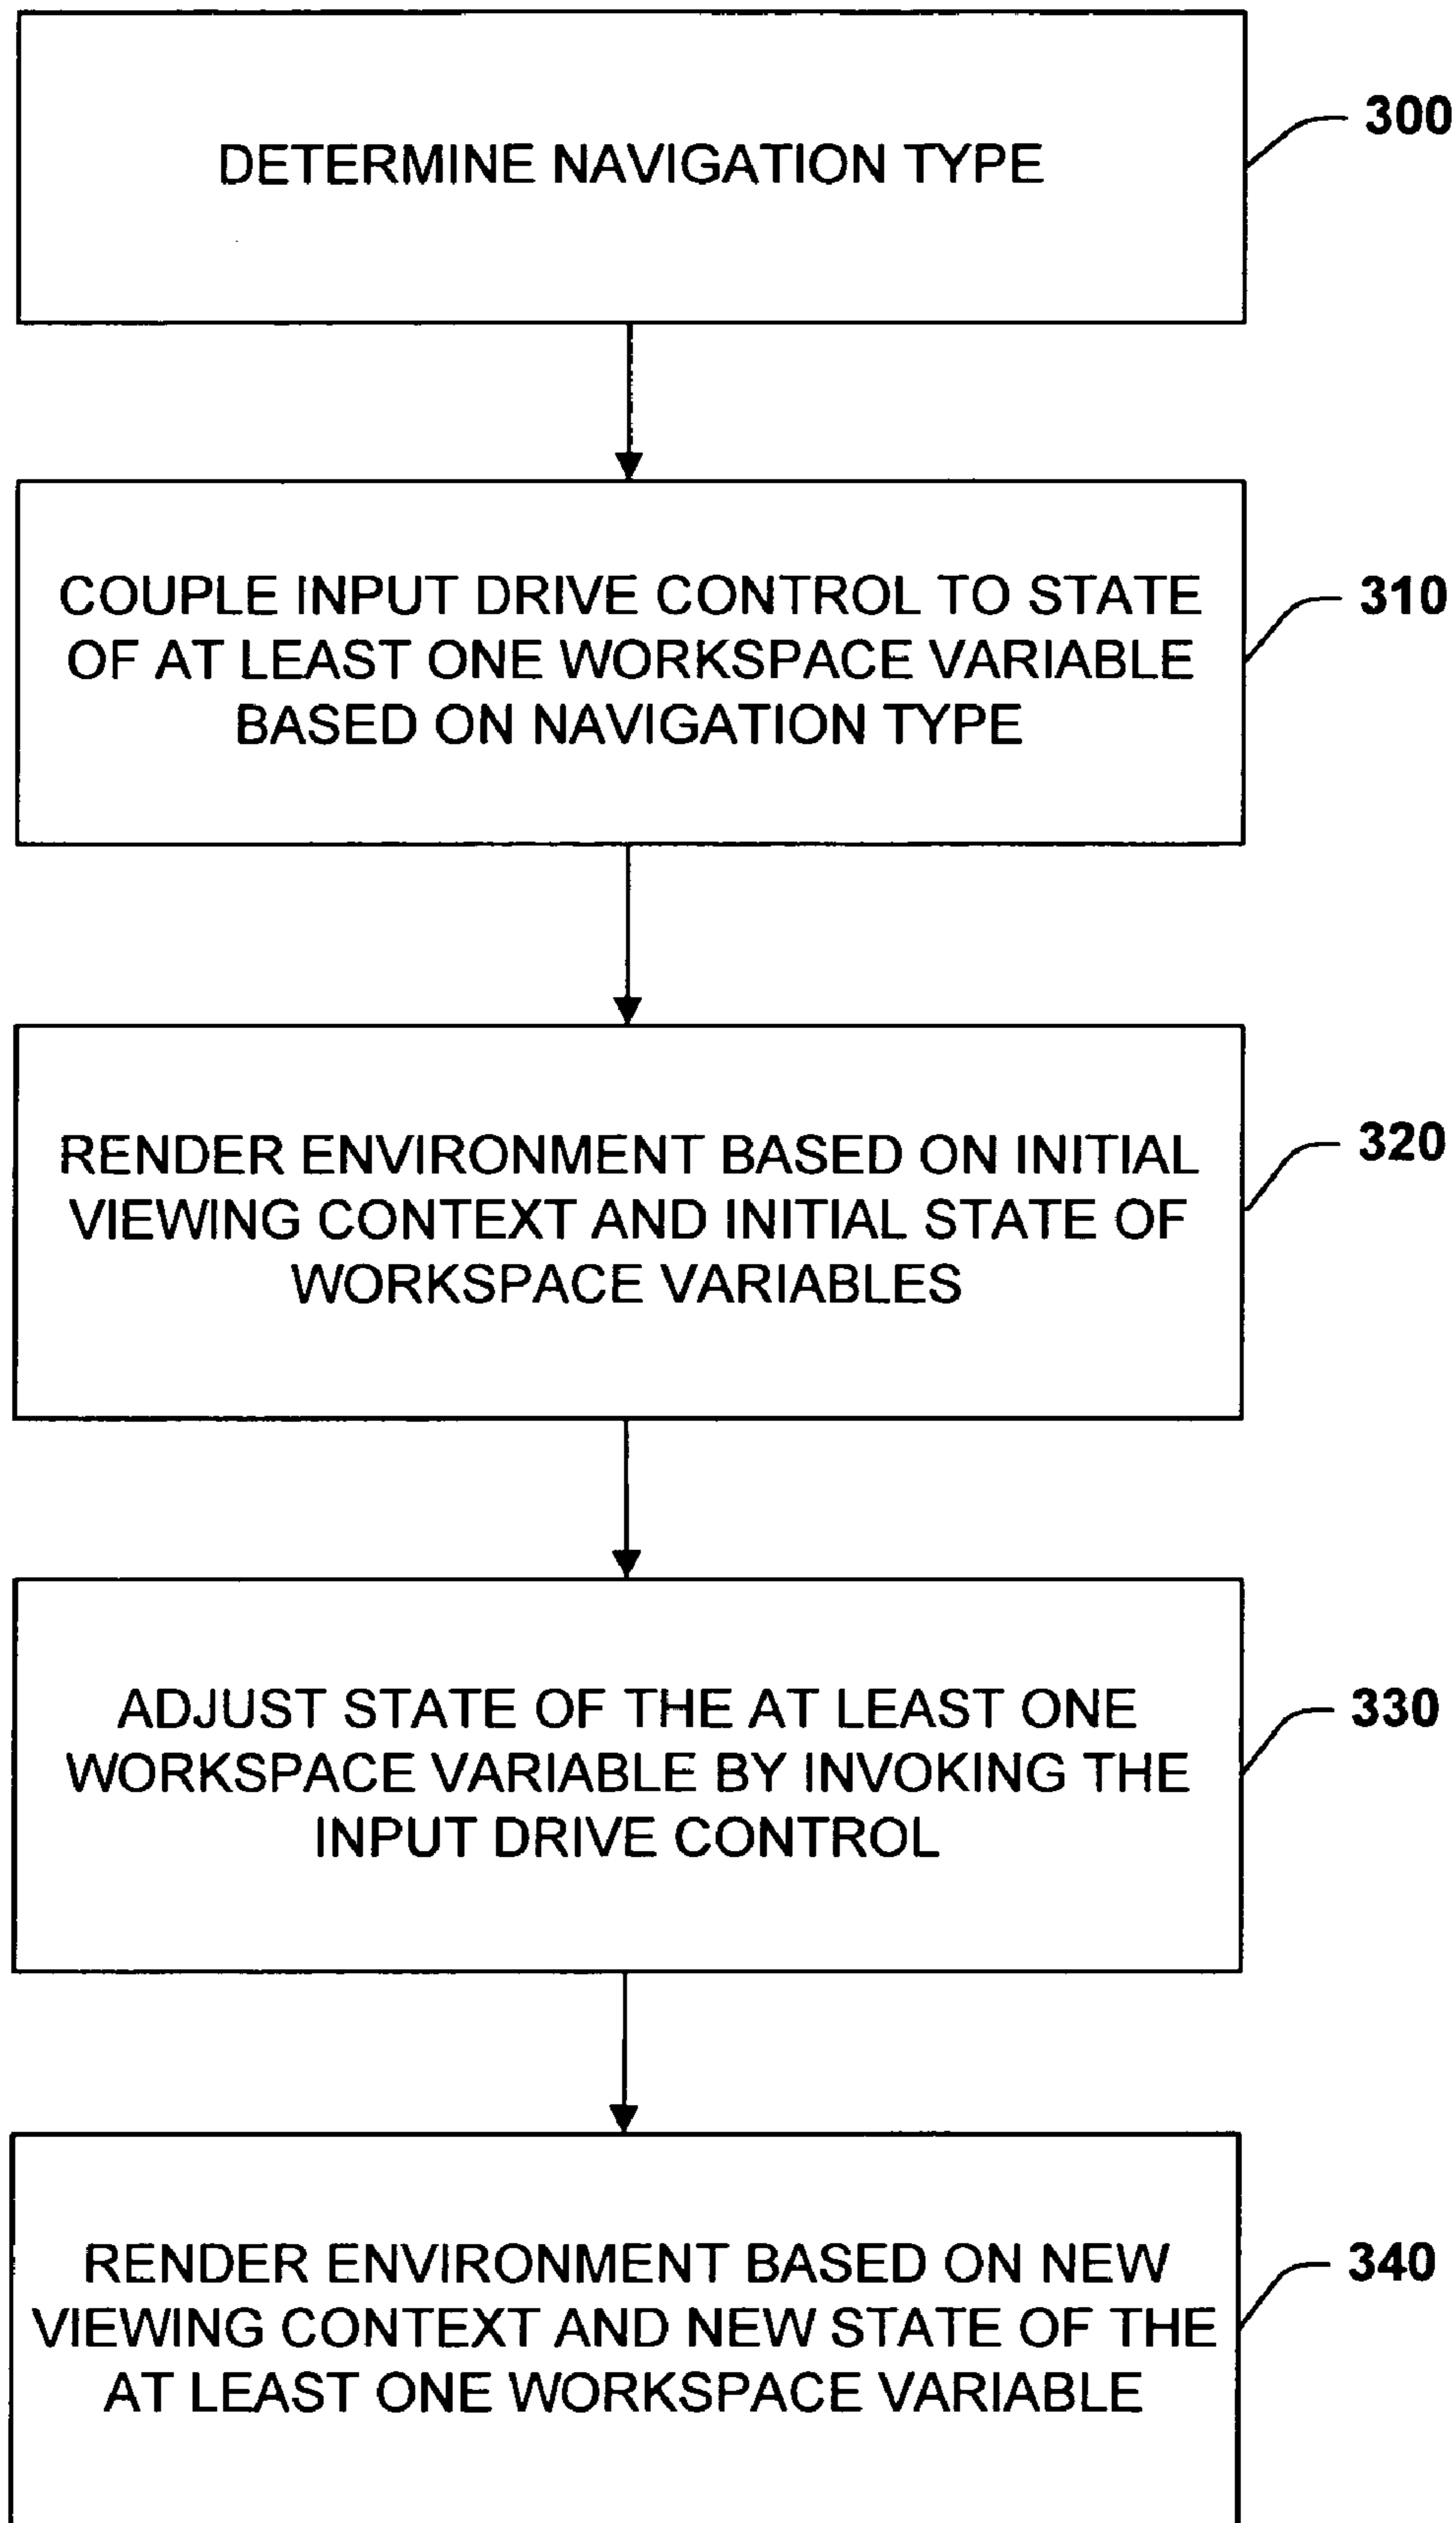 DETERMINE NAVIGATION TYPE
300
COUPLE INPUT DRIVE CONTROL TO STATE
OF AT LEAST ONE WORKSPACE VARIABLE
BASED ON NAVIGATION TYPE
310
RENDER ENVIRONMENT BASED ON INITIAL
VIEWING CONTEXT AND INITIAL STATE OF
WORKSPACE VARIABLES
320
ADJUST STATE OF THE AT LEAST ONE
WORKSPACE VARIABLE BY INVOKING THE
INPUT DRIVE CONTROL
330
RENDER ENVIRONMENT BASED ON NEW
VIEWING CONTEXT AND NEW STATE OF THE
AT LEAST ONE WORKSPACE VARIABLE
340